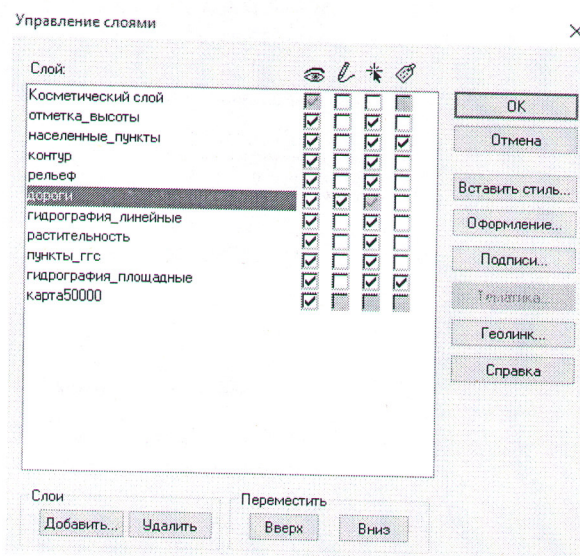 Управление слоями
Слой:
Косметический слой
отметка_высоты
населенные_пункты
контур
рельеф
дороги
гидрография_линейные
растительность
пункты_ггс
гидрография_площадные
карта50000
OK
Отмена
Вставить стиль...
Оформление...
Подписи...
Тематика...
Геолинк...
Справка
Слои
Добавить...
Удалить
Переместить
Вверх
Вниз